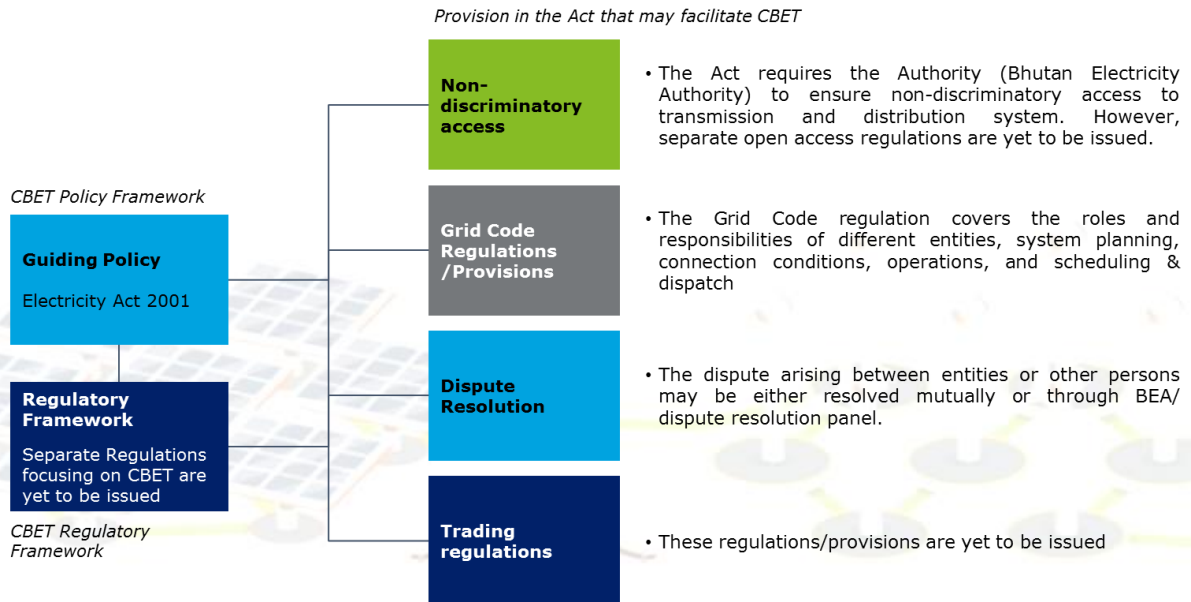 Provision in the Act that may facilitate CBET
Non-
discriminatory
access
• The Act requires the Authority (Bhutan Electricity
Authority) to ensure non-discriminatory access to
transmission and distribution system. However,
separate open access regulations are yet to be issued.
CBET Policy Framework
Guiding Policy
Electricity Act 2001
Grid Code
Regulations
/Provisions
• The Grid Code regulation covers the roles and
responsibilities of different entities, system planning,
connection conditions, operations, and scheduling &
dispatch
Regulatory
Framework
Separate Regulations
focusing on CBET are
yet to be issued
CBET Regulatory
Framework
Dispute
Resolution
• The dispute arising between entities or other persons
may be either resolved mutually or through BEA/
dispute resolution panel.
Trading
regulations
• These regulations/provisions are yet to be issued